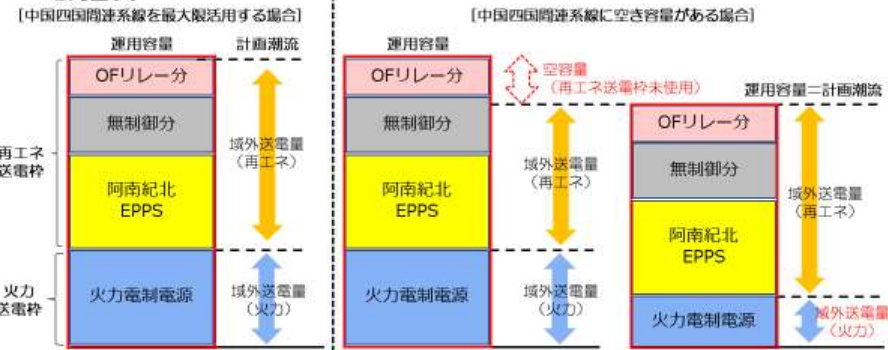 [中国四国間連系線を最大限活用する場合]
運用容量
計画潮流
OFリレー分
無制御分
阿南紀北
EPPS
火力電制電源
再エネ
送電枠
火力
送電枠
域外送電量
（再エネ）
域外送電量
（火力）
[中国四国間連系線に空き容量がある場合]
運用容量
OFリレー分
無制御分
阿南紀北
EPPS
火力電制電源
空容量
（再エネ送電枠未使用）
域外送電量
（再エネ）
域外送電量
（火力）
運用容量＝計画潮流
OFリレー分
無制御分
阿南紀北
EPPS
火力電制電源
域外送電量
（再エネ）
域外送電量
（火力）